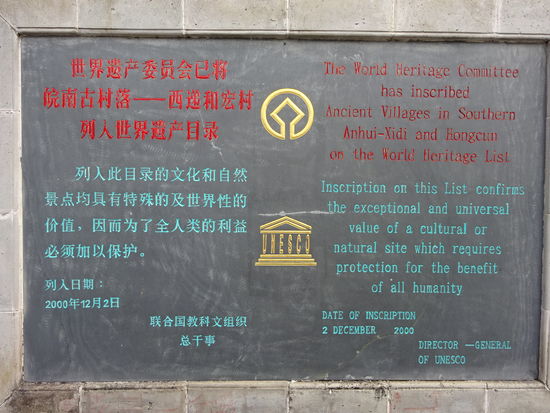 世界遗产委员会已将
皖南古村落——西递和宏村
列入世界遗产目录
列入此目录的文化和自然
景点均具有特殊的及世界性的
价值，因而为了全人类的利益
必须加以保护。
列入日期：
2000年12月2日
联合国教科文组织
总干事
UNESCO
The World Heritage Committee
has inscribed
Ancient Villages in Southern
Anhui-Xidi and Hongcun
on the World Heritage List
Inscription on this List confirms
the exceptional and universal
value of a cultural or
natural site which requires
protection for the benefit
of all humanity
DATE OF INSCRIPTION
2 DECEMBER 2000
DIRECTOR —GENERAL
OF UNESCO